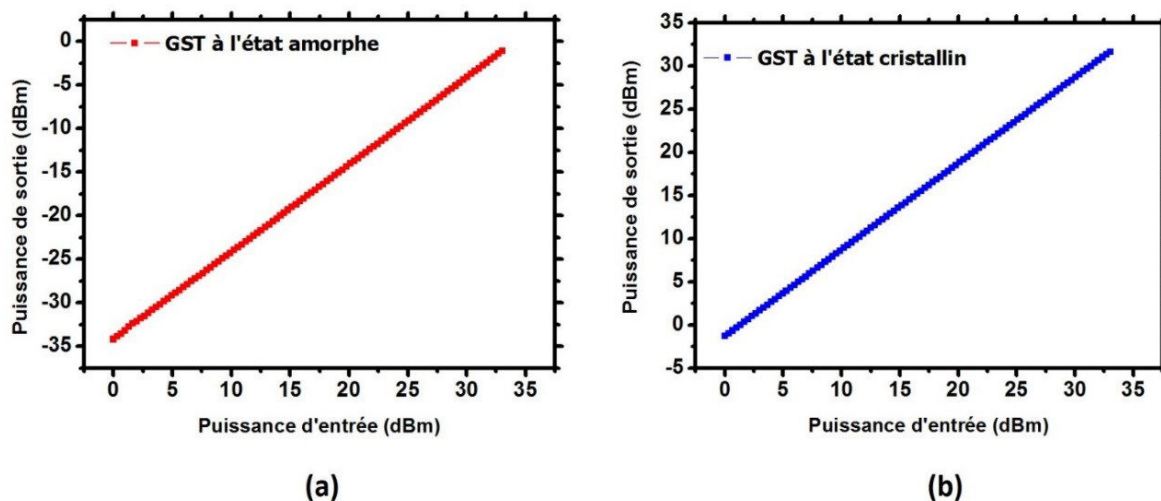 GST à l'état amorphe
Puissance de sortie (dBm)
0
-5
-10
-15
-20
-25
-30
-35
0 5 10 15 20 25 30 35
Puissance d'entrée (dBm)
(a)
GST à l'état cristallin
Puissance de sortie (dBm)
35
30
25
20
15
10
5
0
-5
0 5 10 15 20 25 30 35
Puissance d'entrée (dBm)
(b)